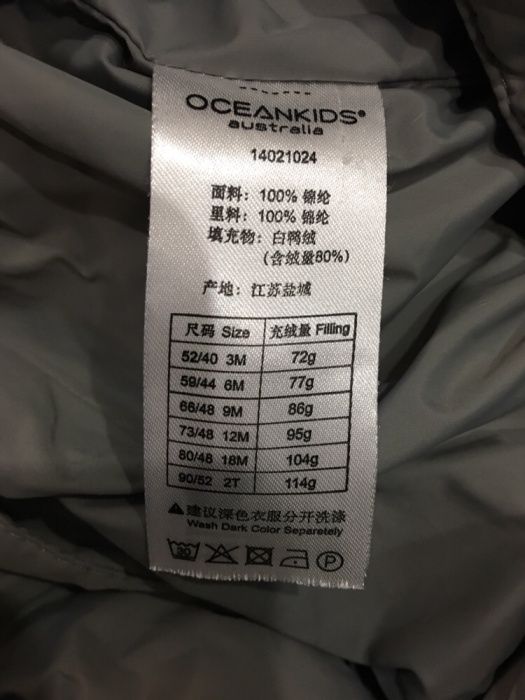 OCEANKIDS®
australia
14021024
面料：100% 锦纶
里料：100% 锦纶
填充物：白鸭绒
（含绒量80%）
产地：江苏盐城
尺码 Size 充绒量 Filling
52/40 3M 72g
59/44 6M 77g
66/48 9M 86g
73/48 12M 95g
80/48 18M 104g
90/52 2T 114g
建议深色衣服分开洗涤
Wash Dark Color Separately
30 P